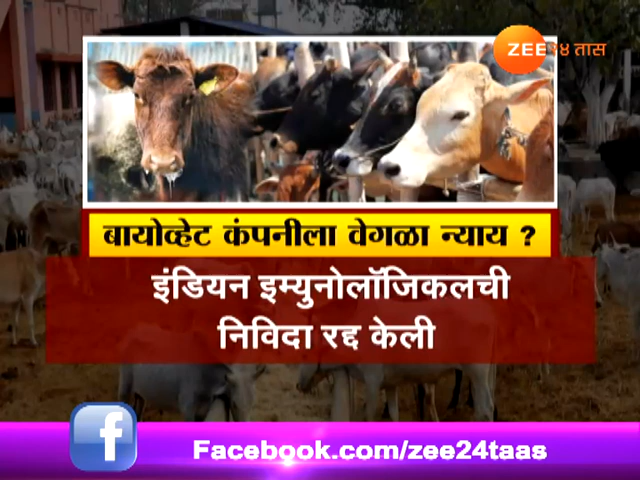 ZEE २४ तास
बायोव्हेट कंपनीला वेगळा न्याय ?
इंडियन इम्युनोलॉजिकलची
निविदा रद्द केली
f Facebook.com/zee24taas